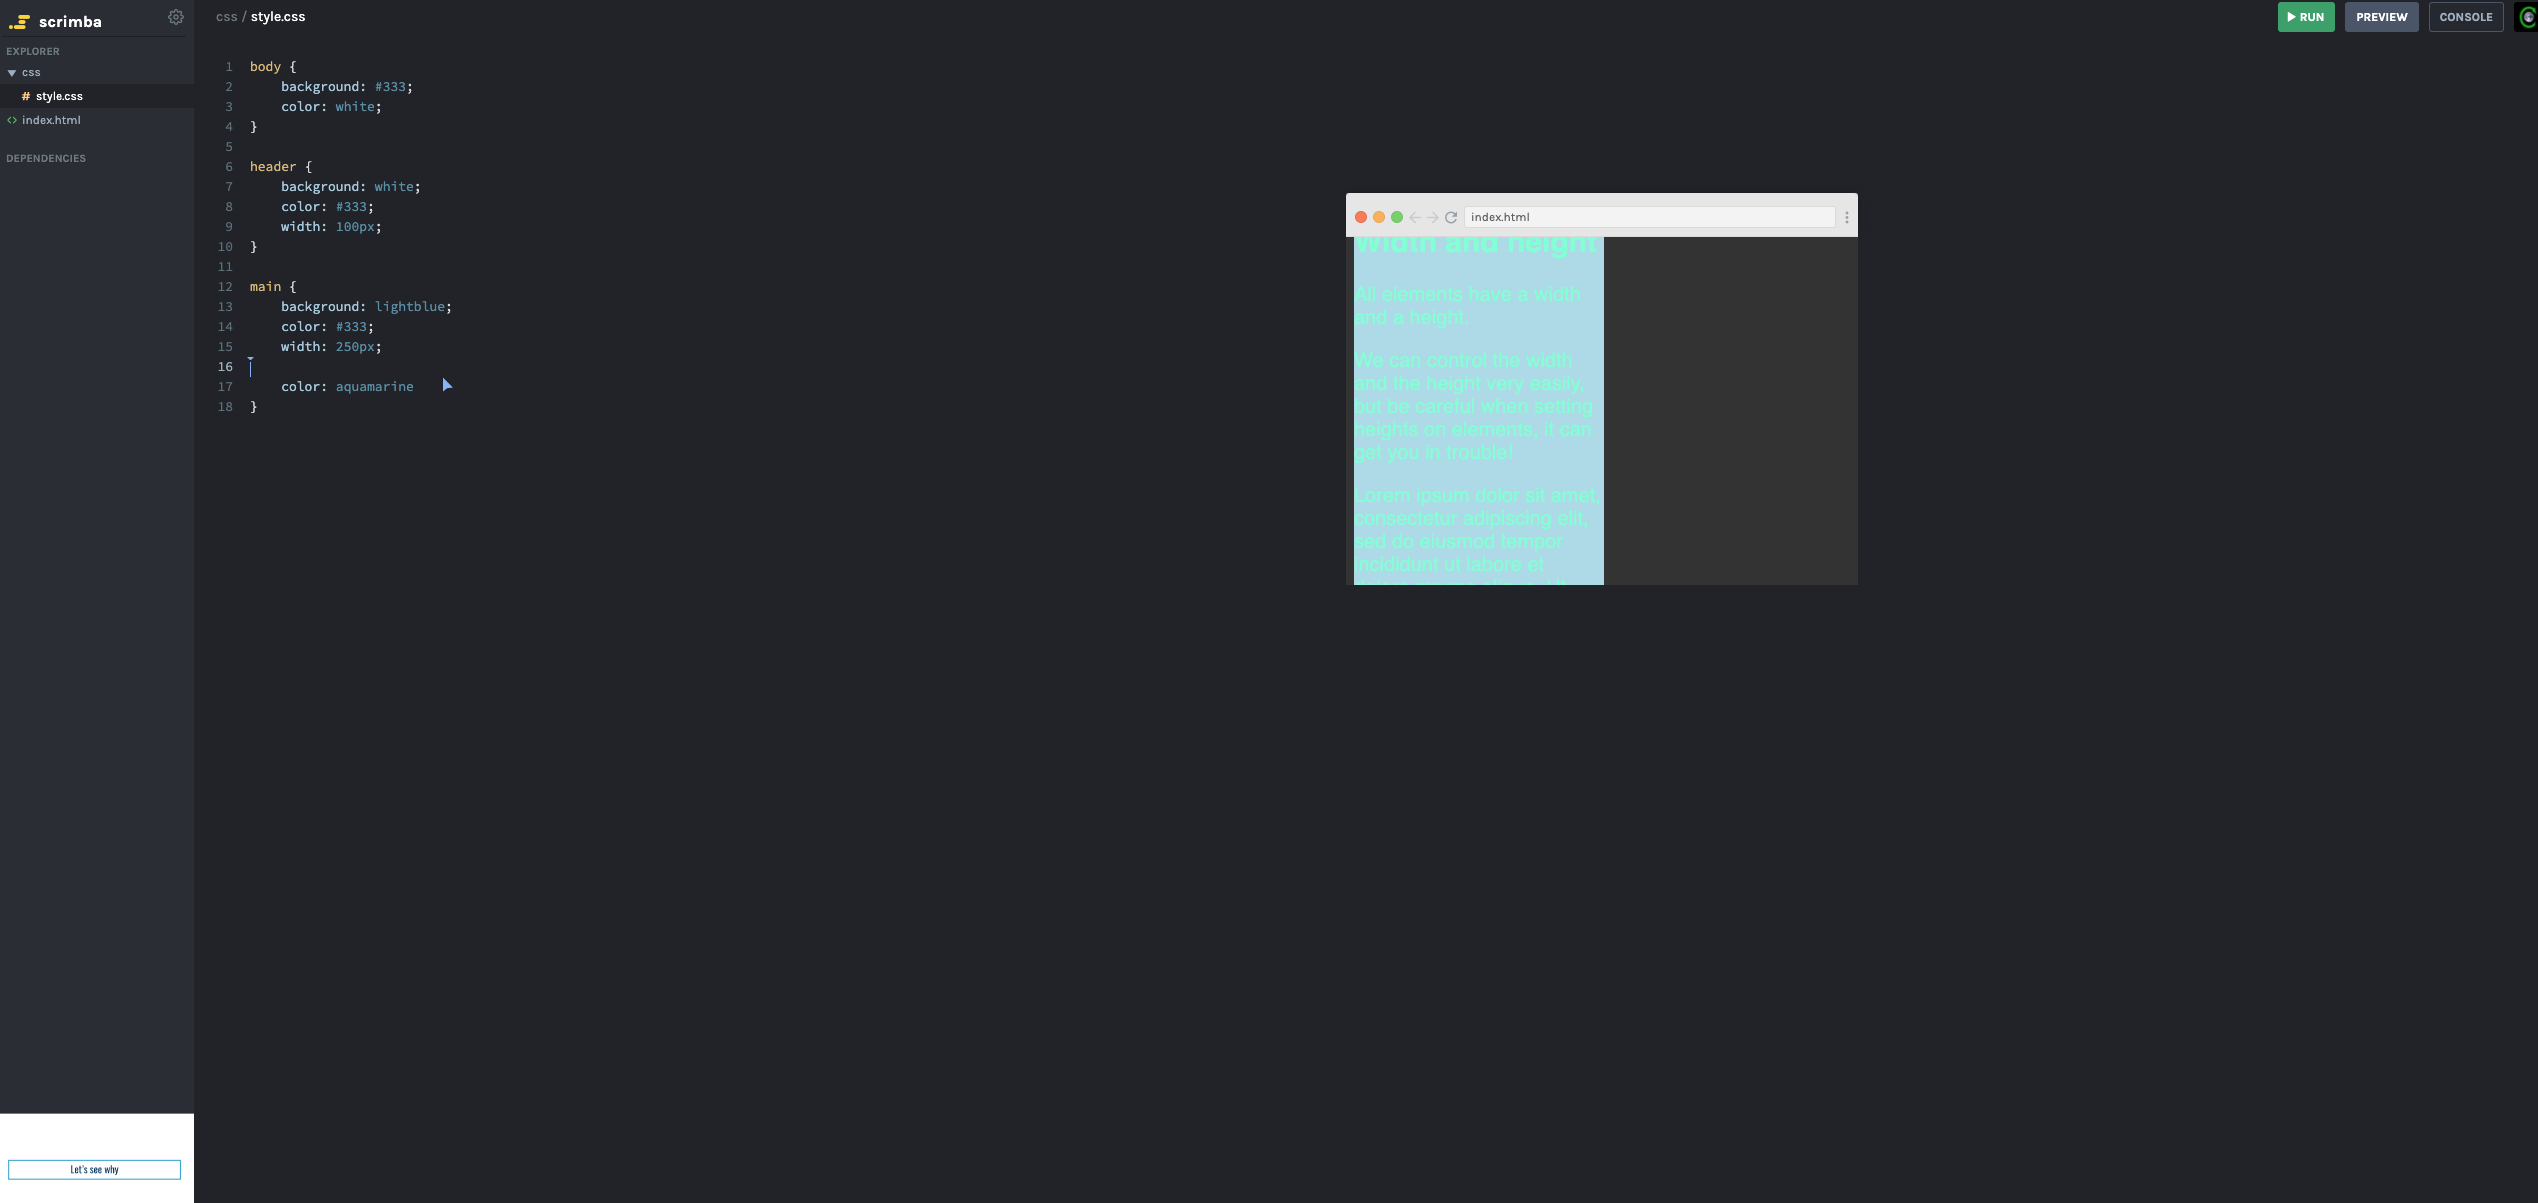 scrimba
EXPLORER
css
# style.css
<> index.html
DEPENDENCIES
css / style.css
RUN
PREVIEW
CONSOLE
1 body {
2     background: #333;
3     color: white;
4 }
5
6 header {
7     background: white;
8     color: #333;
9     width: 100px;
10 }
11
12 main {
13     background: lightblue;
14     color: #333;
15     width: 250px;
16
17     color: aquamarine
18 }
index.html
Width and height
All elements have a width
and a height.
We can control the width
and the height very easily,
but be careful when setting
heights on elements, it can
get you in trouble!
Lorem ipsum dolor sit amet,
consectetur adipiscing elit,
sed do eiusmod tempor
incididunt ut labore et
Let's see why